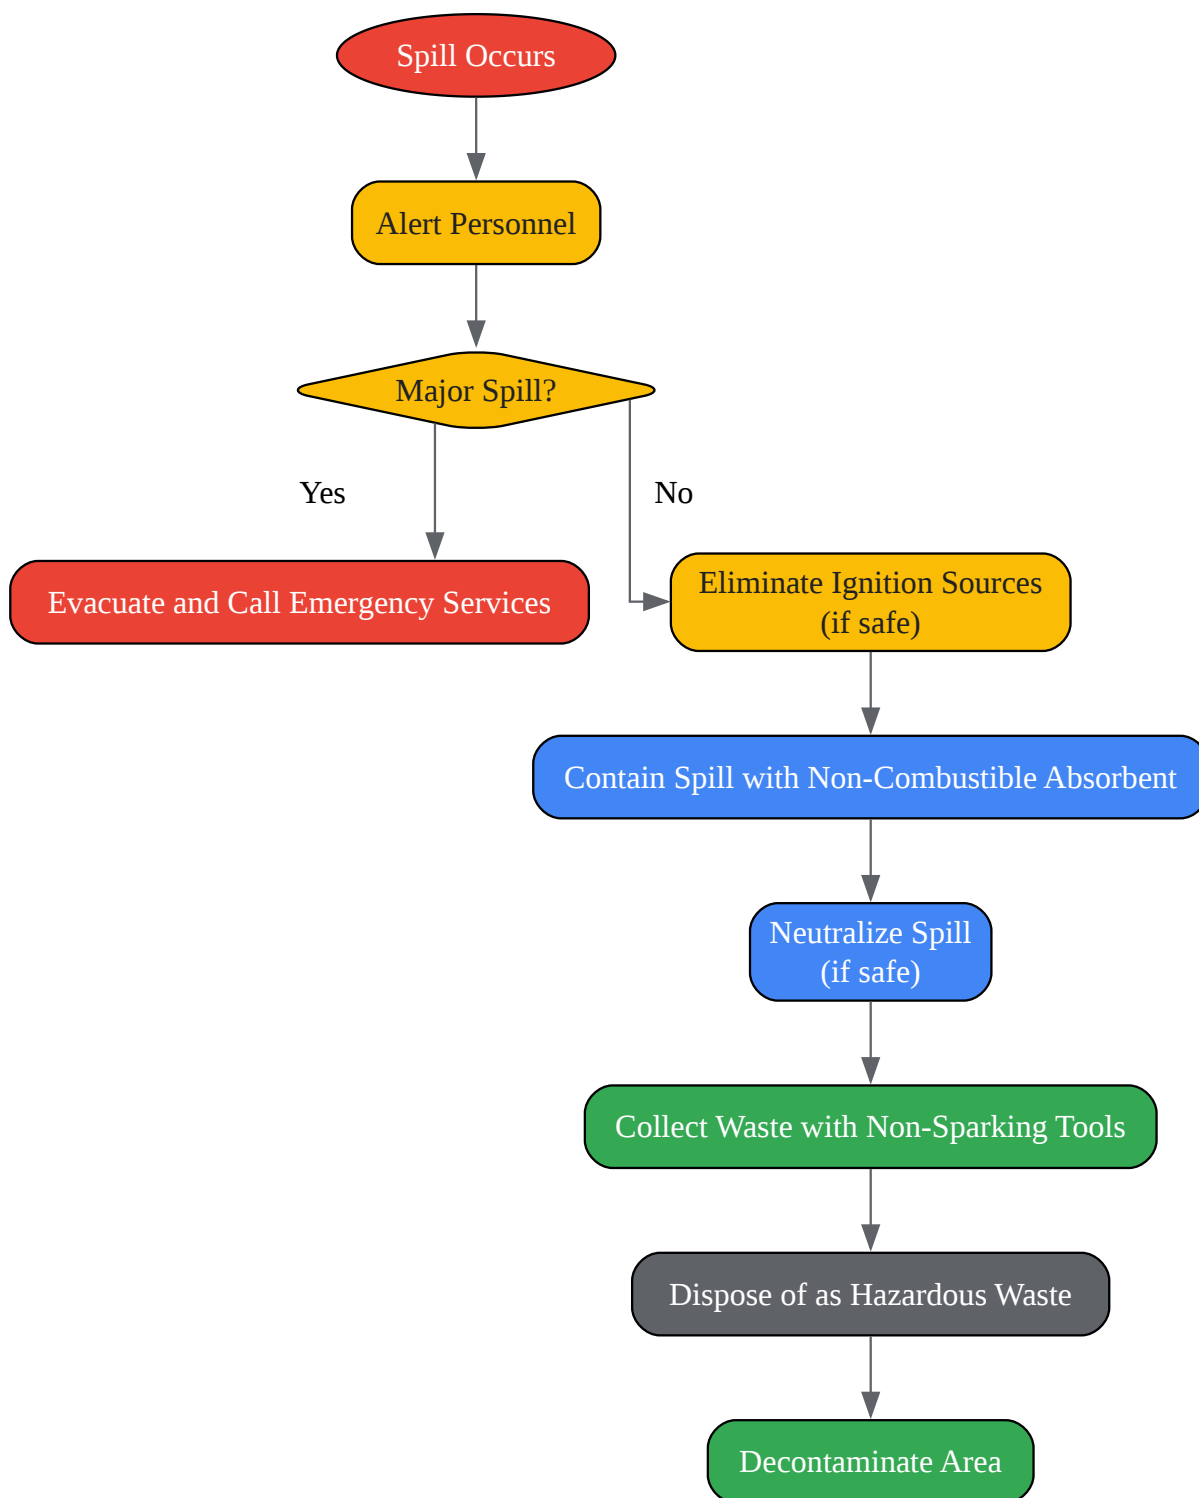 Spill Occurs
Alert Personnel
Major Spill?
Yes
No
Evacuate and Call Emergency Services
Eliminate Ignition Sources
(if safe)
Contain Spill with Non-Combustible Absorbent
Neutralize Spill
(if safe)
Collect Waste with Non-Sparking Tools
Dispose of as Hazardous Waste
Decontaminate Area